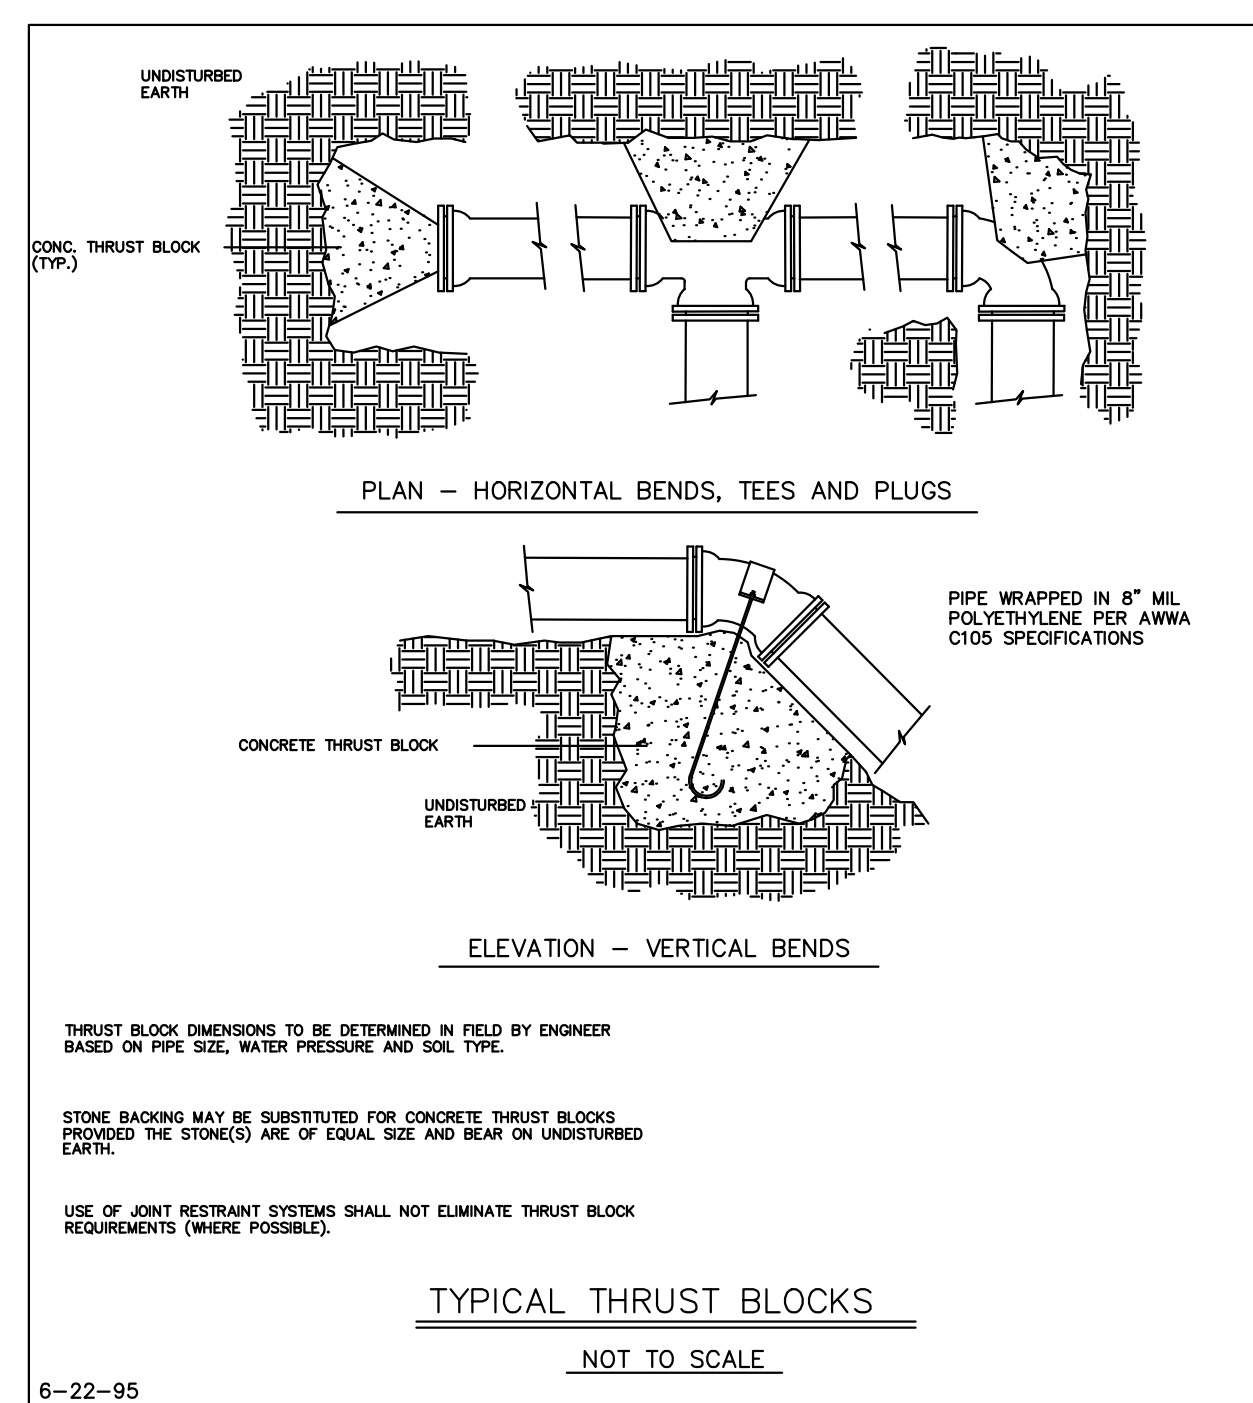 UNDISTURBED
EARTH
CONC. THRUST BLOCK
(TYP.)
PLAN – HORIZONTAL BENDS, TEES AND PLUGS
PIPE WRAPPED IN 8" MIL
POLYETHYLENE PER AWWA
C105 SPECIFICATIONS
CONCRETE THRUST BLOCK
UNDISTURBED
EARTH
ELEVATION – VERTICAL BENDS
THRUST BLOCK DIMENSIONS TO BE DETERMINED IN FIELD BY ENGINEER
BASED ON PIPE SIZE, WATER PRESSURE AND SOIL TYPE.
STONE BACKING MAY BE SUBSTITUTED FOR CONCRETE THRUST BLOCKS
PROVIDED THE STONE(S) ARE OF EQUAL SIZE AND BEAR ON UNDISTURBED
EARTH.
USE OF JOINT RESTRAINT SYSTEMS SHALL NOT ELIMINATE THRUST BLOCK
REQUIREMENTS (WHERE POSSIBLE).
TYPICAL THRUST BLOCKS
NOT TO SCALE
6–22–95